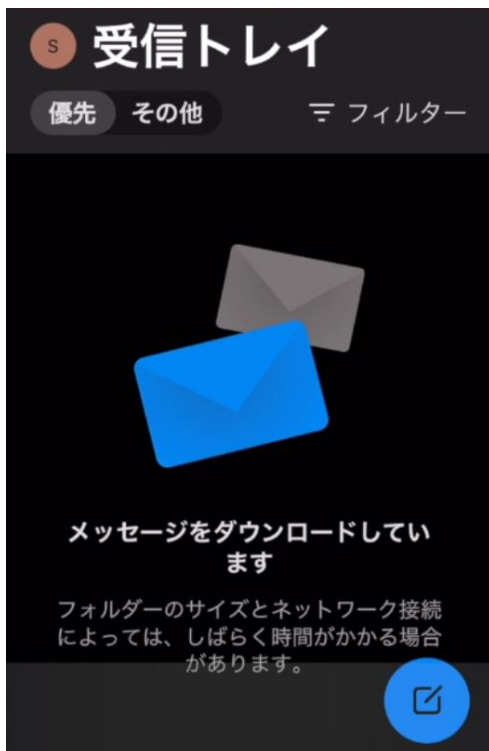 S 受信トレイ
優先 その他 フィルター
メッセージをダウンロードしてい
ます
フォルダーのサイズとネットワーク接続
によっては、しばらく時間がかかる場合
があります。